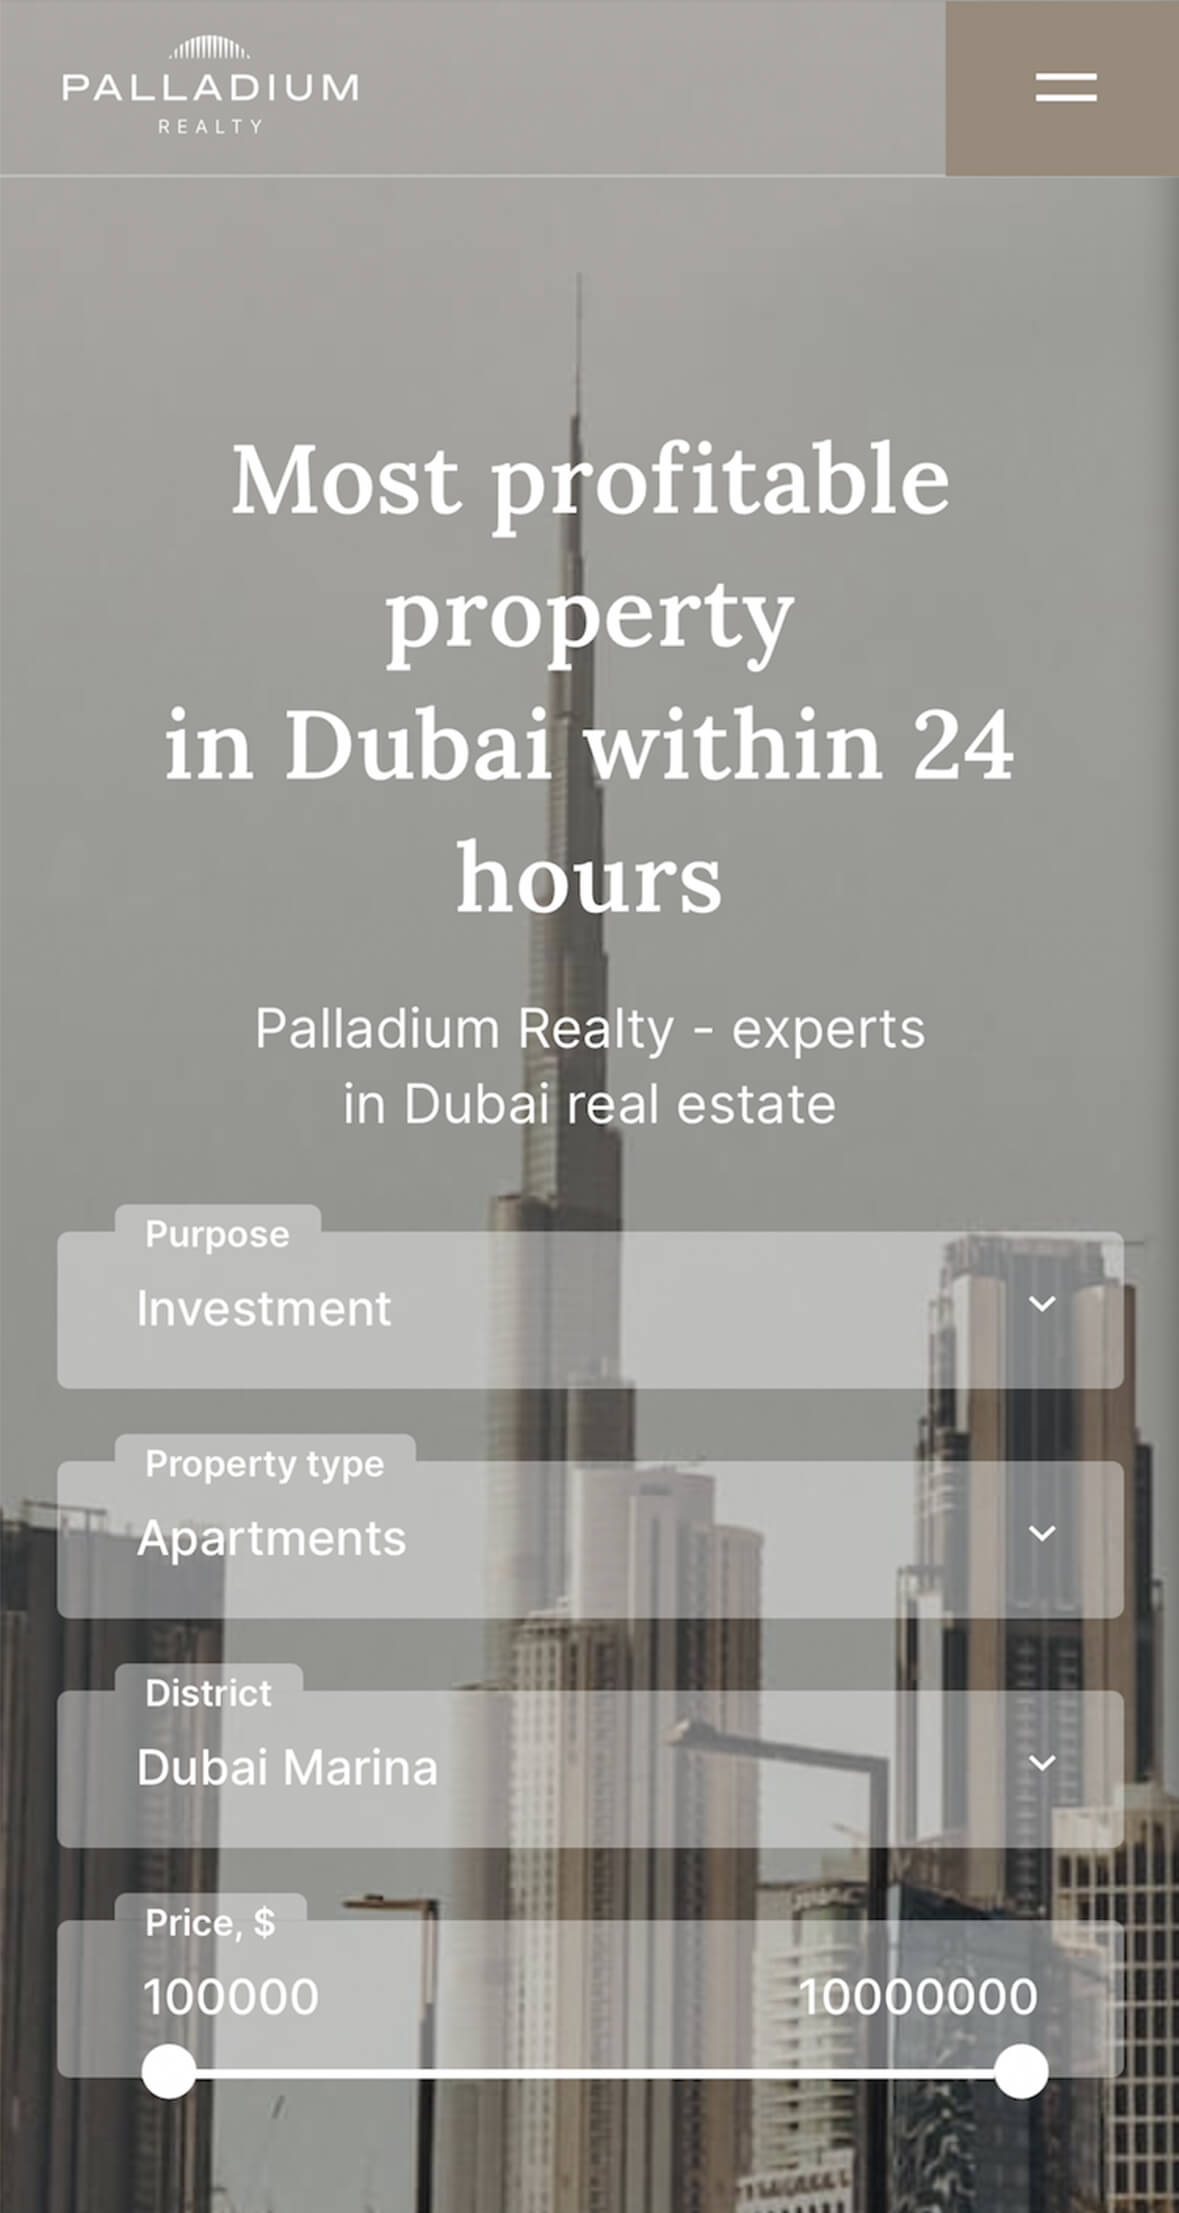 PALLADIUM
REALTY
Most profitable
property
in Dubai within 24
hours
Palladium Realty - experts
in Dubai real estate
Purpose
Investment
Property type
Apartments
District
Dubai Marina
Price, $
100000 10000000